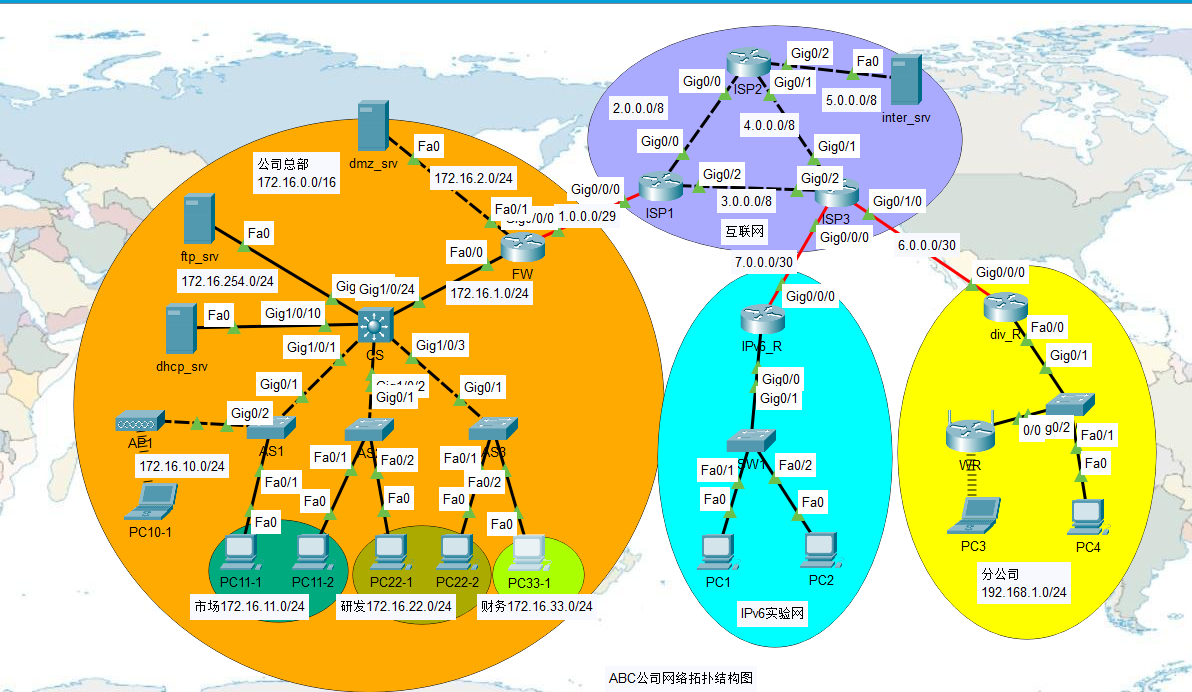 Gig0/2
Fa0
ISP2
Gig0/0
Gig0/1
inter_srv
5.0.0.0/8
2.0.0.0/8
4.0.0.0/8
Gig0/0
Gig0/1
dmz_srv
Fa0
公司总部
172.16.0.0/16
172.16.2.0/24
Gig0/0/0
Gig0/2
Gig0/2
ISP1
3.0.0.0/8
ISP3
Gig0/1/0
Fa0/1
1.0.0.0/29
互联网
Gig0/0/0
6.0.0.0/30
ftp_srv
Fa0
Fa0/0
FW
7.0.0.0/30
Gig0/0/0
172.16.254.0/24
Gig1/0/24
172.16.1.0/24
Gig0/0/0
IPv6_R
div_R
Fa0/0
Fa0
Gig1/0/10
CS
dhcp_srv
Gig1/0/1
Gig1/0/3
Gig0/1
Gig0/1
Gig0/1
Gig0/1
Gig0/0
Gig0/1
Gig0/2
AP1
AS1
AS3
SW1
WR
0/0
g0/2
Fa0/1
172.16.10.0/24
Fa0/1
Fa0/2
Fa0/1
Fa0/1
Fa0/2
Fa0/1
Fa0/2
Fa0
Fa0
Fa0
Fa0
Fa0
Fa0
Fa0
Fa0
PC10-1
PC11-1
PC11-2
PC22-1
PC22-2
PC33-1
PC1
PC2
PC3
PC4
市场172.16.11.0/24
研发172.16.22.0/24
财务172.16.33.0/24
IPv6实验网
分公司
192.168.1.0/24
ABC公司网络拓扑结构图